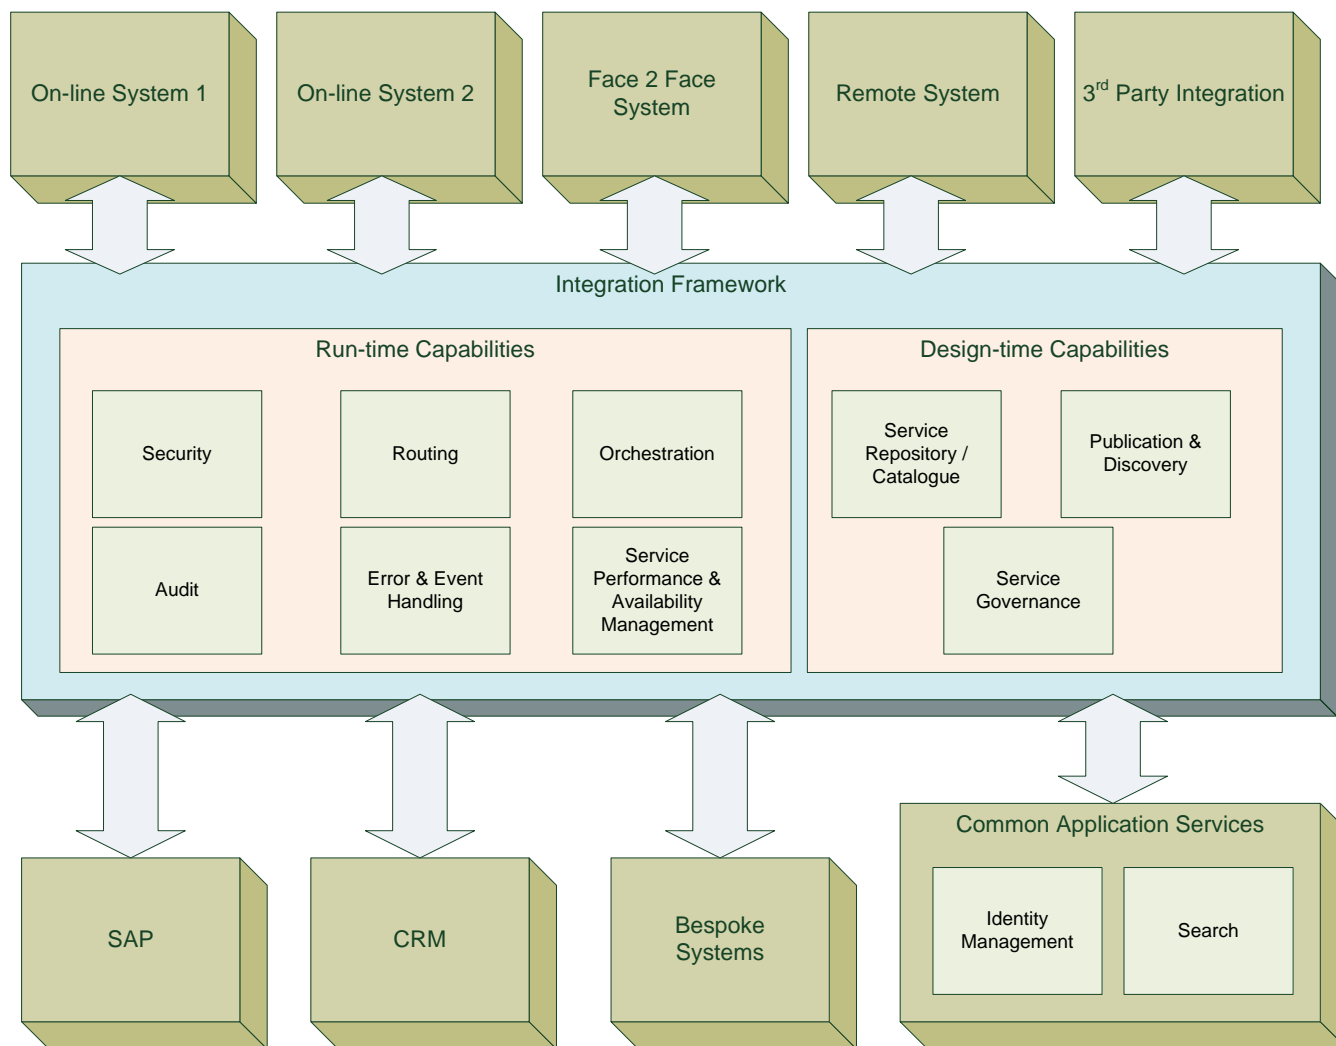 On-line System 1
On-line System 2
Face 2 Face
System
Remote System
3rd Party Integration
Integration Framework
Run-time Capabilities
Design-time Capabilities
Security
Routing
Orchestration
Service
Repository /
Catalogue
Publication &
Discovery
Audit
Error & Event
Handling
Service
Performance &
Availability
Management
Service
Governance
Common Application Services
SAP
CRM
Bespoke
Systems
Identity
Management
Search